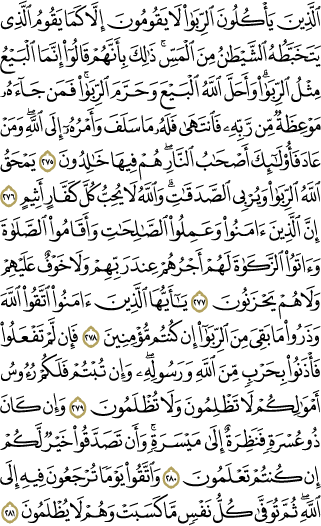 ٱلَّذِينَ يَأْكُلُونَ ٱلرِّبَوٰا۟ لَا يَقُومُونَ إِلَّا كَمَا يَقُومُ ٱلَّذِى
يَتَخَبَّطُهُ ٱلشَّيْطَٰنُ مِنَ ٱلْمَسِّ ۚ ذَٰلِكَ بِأَنَّهُمْ قَالُوٓا۟ إِنَّمَا ٱلْبَيْعُ
مِثْلُ ٱلرِّبَوٰا۟ ۗ وَأَحَلَّ ٱللَّهُ ٱلْبَيْعَ وَحَرَّمَ ٱلرِّبَوٰا۟ ۚ فَمَن جَآءَهُۥ
مَوْعِظَةٌ مِّن رَّبِّهِۦ فَٱنتَهَىٰ فَلَهُۥ مَا سَلَفَ وَأَمْرُهُۥٓ إِلَى ٱللَّهِ ۖ وَمَنْ
عَادَ فَأُو۟لَٰٓئِكَ أَصْحَٰبُ ٱلنَّارِ ۖ هُمْ فِيهَا خَٰلِدُونَ ٢٧٥ يَمْحَقُ
ٱللَّهُ ٱلرِّبَوٰا۟ وَيُرْبِى ٱلصَّدَقَٰتِ ۗ وَٱللَّهُ لَا يُحِبُّ كُلَّ كَفَّارٍ أَثِيمٍ ٢٧٦
إِنَّ ٱلَّذِينَ ءَامَنُوا۟ وَعَمِلُوا۟ ٱلصَّٰلِحَٰتِ وَأَقَامُوا۟ ٱلصَّلَوٰةَ
وَءَاتَوُا۟ ٱلزَّكَوٰةَ لَهُمْ أَجْرُهُمْ عِندَ رَبِّهِمْ وَلَا خَوْفٌ عَلَيْهِمْ
وَلَا هُمْ يَحْزَنُونَ ٢٧٧ يَٰٓأَيُّهَا ٱلَّذِينَ ءَامَنُوا۟ ٱتَّقُوا۟ ٱللَّهَ
وَذَرُوا۟ مَا بَقِىَ مِنَ ٱلرِّبَوٰٓا۟ إِن كُنتُم مُّؤْمِنِينَ ٢٧٨ فَإِن لَّمْ تَفْعَلُوا۟
فَأْذَنُوا۟ بِحَرْبٍ مِّنَ ٱللَّهِ وَرَسُولِهِۦ ۖ وَإِن تُبْتُمْ فَلَكُمْ رُءُوسُ
أَمْوَٰلِكُمْ لَا تَظْلِمُونَ وَلَا تُظْلَمُونَ ٢٧٩ وَإِن كَانَ
ذُو عُسْرَةٍ فَنَظِرَةٌ إِلَىٰ مَيْسَرَةٍ ۚ وَأَن تَصَدَّقُوا۟ خَيْرٌ لَّكُمْ ۖ
إِن كُنتُمْ تَعْلَمُونَ ٢٨٠ وَٱتَّقُوا۟ يَوْمًا تُرْجَعُونَ فِيهِ إِلَى
ٱللَّهِ ۖ ثُمَّ تُوَفَّىٰ كُلُّ نَفْسٍ مَّا كَسَبَتْ وَهُمْ لَا يُظْلَمُونَ ٢٨١